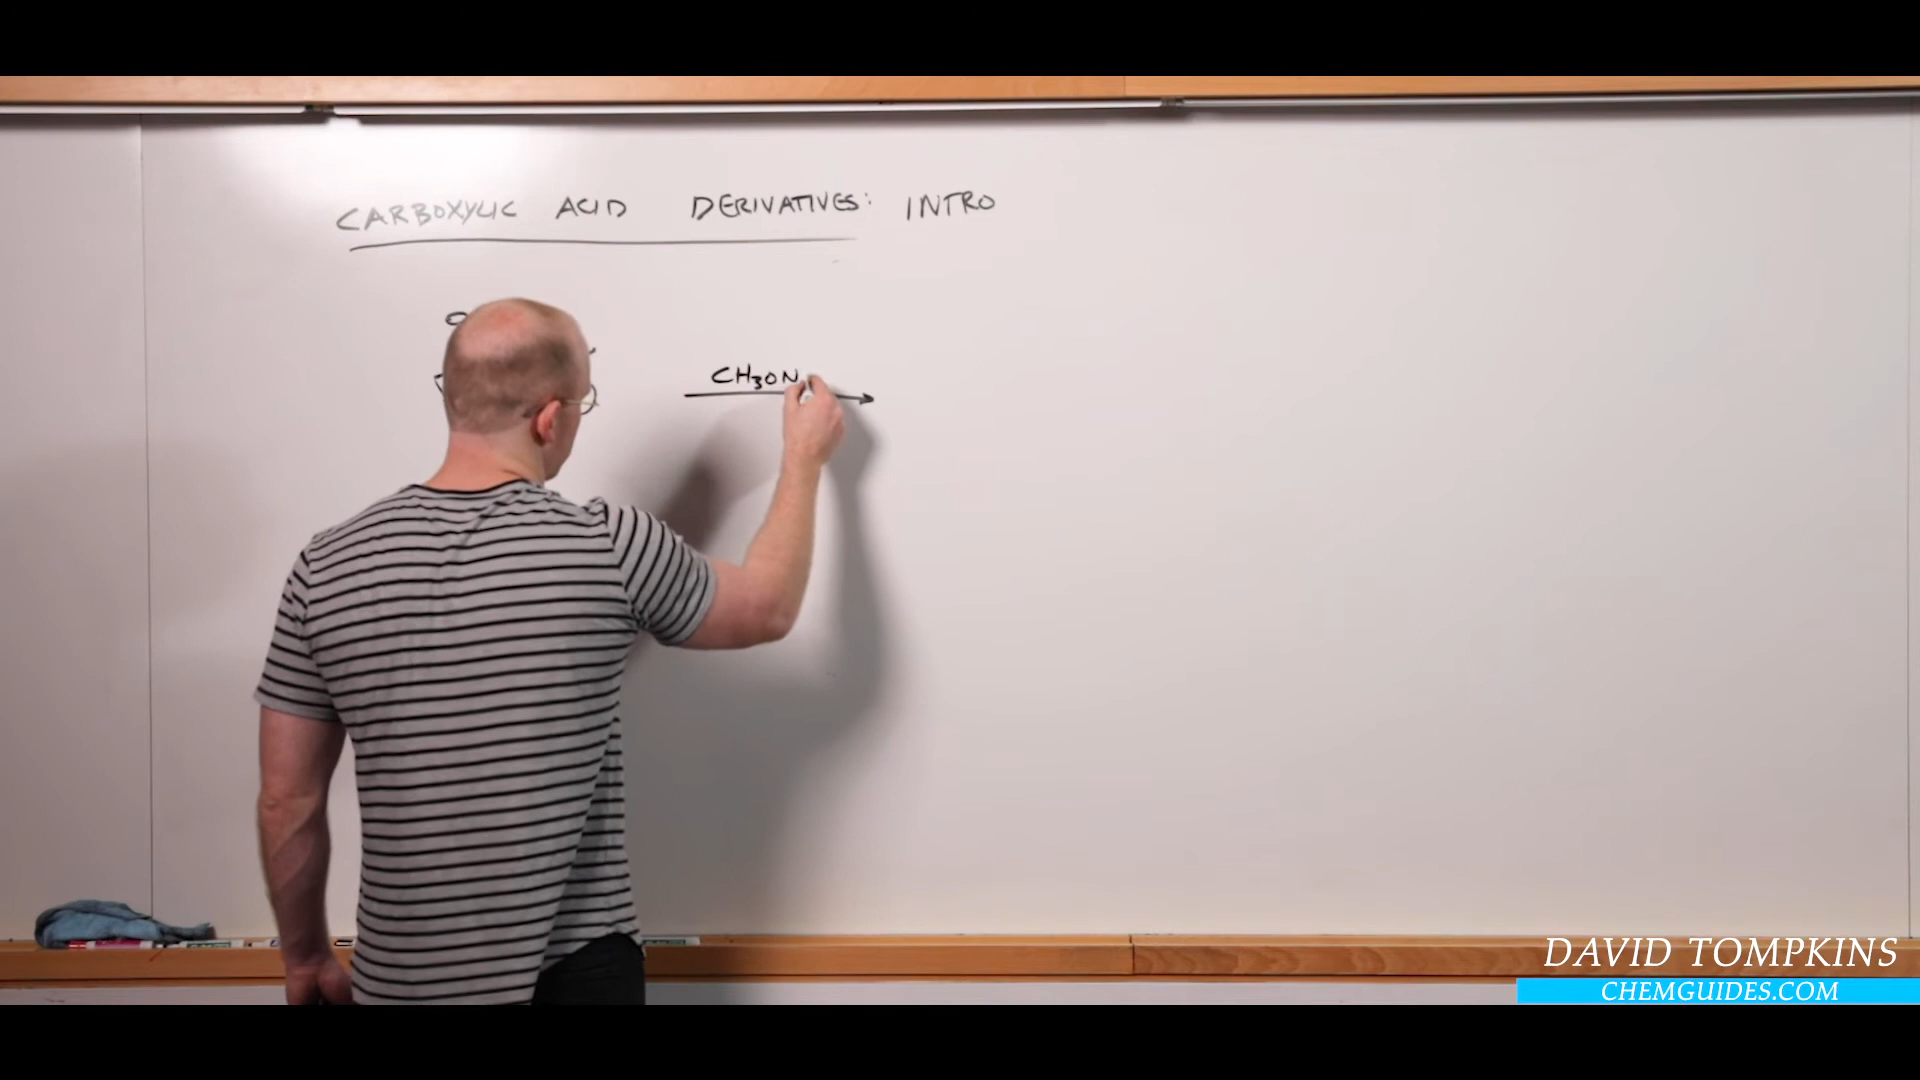 CARBOXYLIC ACID DERIVATIVES: INTRO
O
CH₃ON
DAVID TOMPKINS
CHEMGUIDES.COM